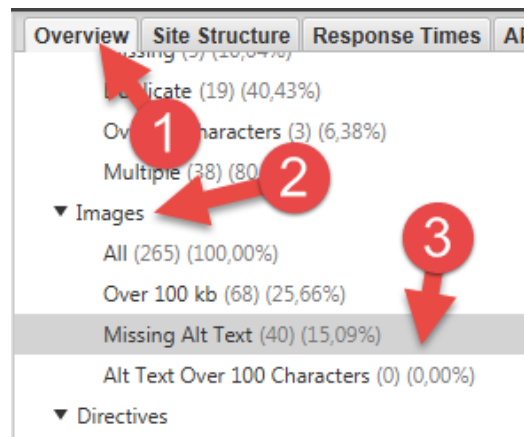 Overview Site Structure Response Times
(10,64%)
(19) (40,43%)
(3) (6,38%)
Multiple (38)
1
2
Images
3
All (265) (100,00%)
Over 100 kb (68) (25,66%)
Missing Alt Text (40) (15,09%)
Alt Text Over 100 Characters (0) (0,00%)
Directives